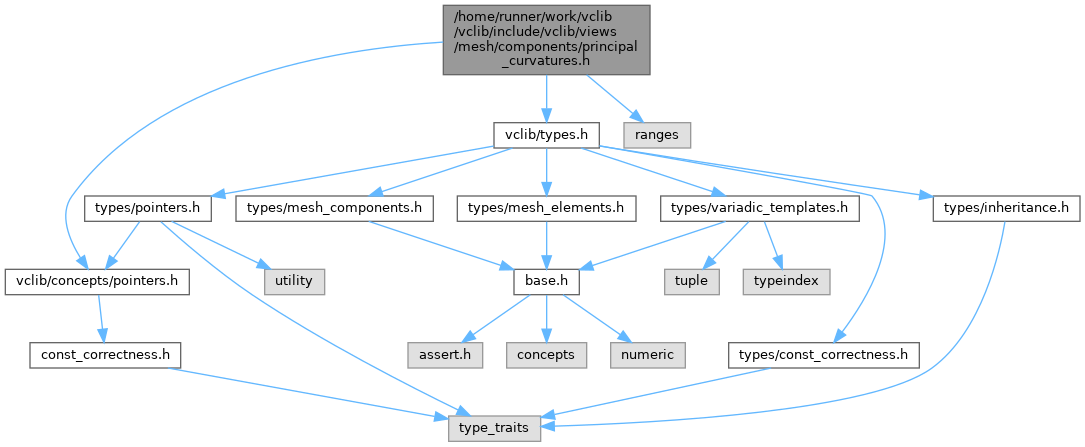 /home/runner/work/vclib
/vclib/include/vclib/views
/mesh/components/principal
_curvatures.h
vclib/types.h
ranges
types/pointers.h
types/mesh_components.h
types/mesh_elements.h
types/variadic_templates.h
types/inheritance.h
vclib/concepts/pointers.h
utility
base.h
tuple
typeindex
const_correctness.h
assert.h
concepts
numeric
types/const_correctness.h
type_traits